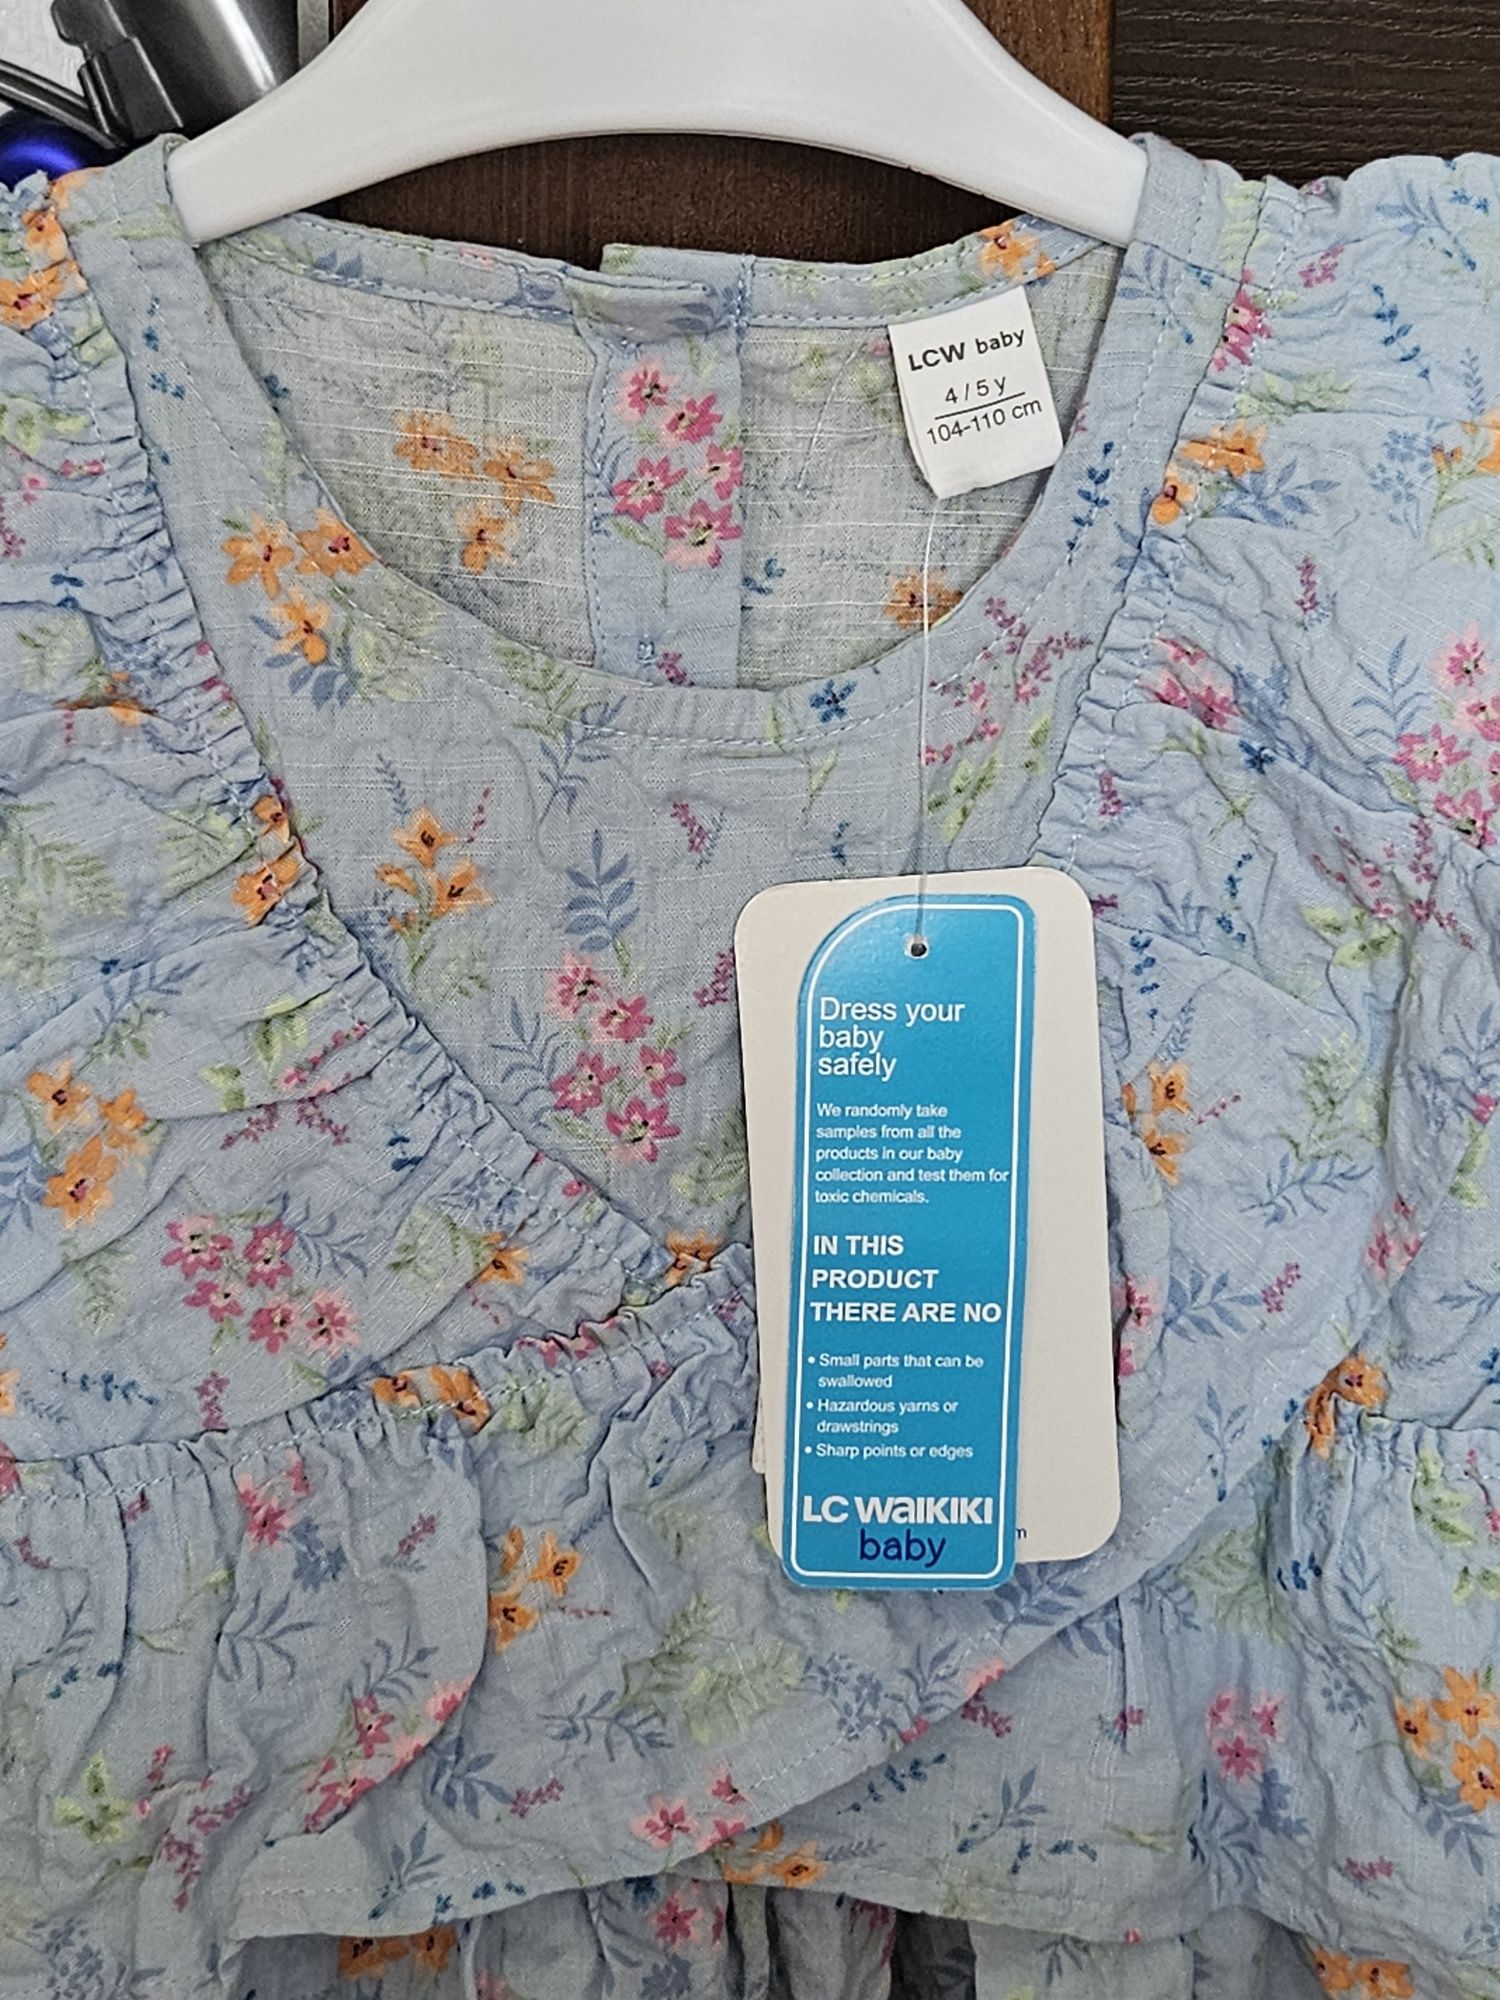 LCW baby
4/5 y
104-110 cm
Dress your
baby
safely
We randomly take
samples from all the
products in our baby
collection and test them for
toxic chemicals.
IN THIS
PRODUCT
THERE ARE NO
• Small parts that can be
swallowed
• Hazardous yarns or
drawstrings
• Sharp points or edges
LC WAIKIKI
baby
m